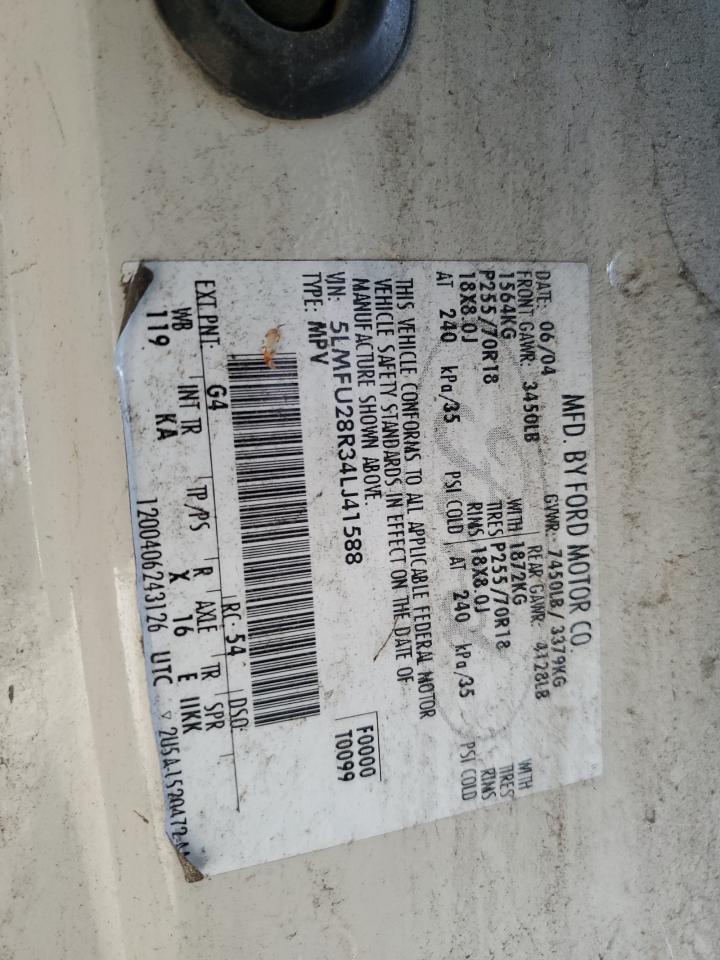 MFD. BY FORD MOTOR CO.
DATE: 06/04 GVWR: 7450LB/3379KG
FRONT GAWR: 3450LB REAR GAWR: 4128LB
1564KG WITH 1872KG WITH
P255/70R18 TIRES P255/70R18 TIRES
18X8.0J RIMS 18X8.0J RIMS
AT 240 kPa/35 PSI COLD AT 240 kPa/35 PSI COLD
THIS VEHICLE CONFORMS TO ALL APPLICABLE FEDERAL MOTOR
VEHICLE SAFETY STANDARDS IN EFFECT ON THE DATE OF
MANUFACTURE SHOWN ABOVE.
VIN: 5LMFU28R34LJ41588 F0000
TYPE: MPV T0099
EXT PNT: G4 RC: 54 DSO:
WB INT TR TP/PS R AXLE TR SPR
119 KA X 16 E IIKK
1200406243126 UTC